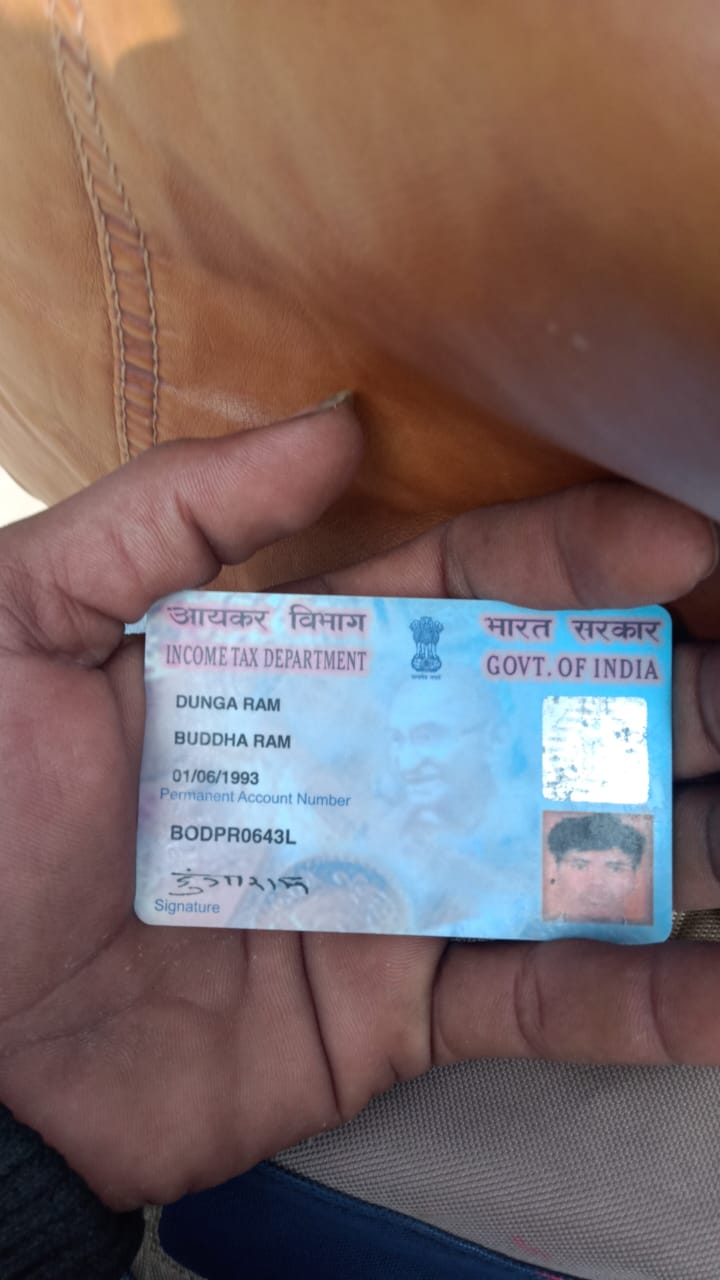 आयकर विभाग
INCOME TAX DEPARTMENT
भारत सरकार
GOVT. OF INDIA
DUNGA RAM
BUDDHA RAM
01/06/1993
Permanent Account Number
BODPR0643L
डुंगाराम
Signature